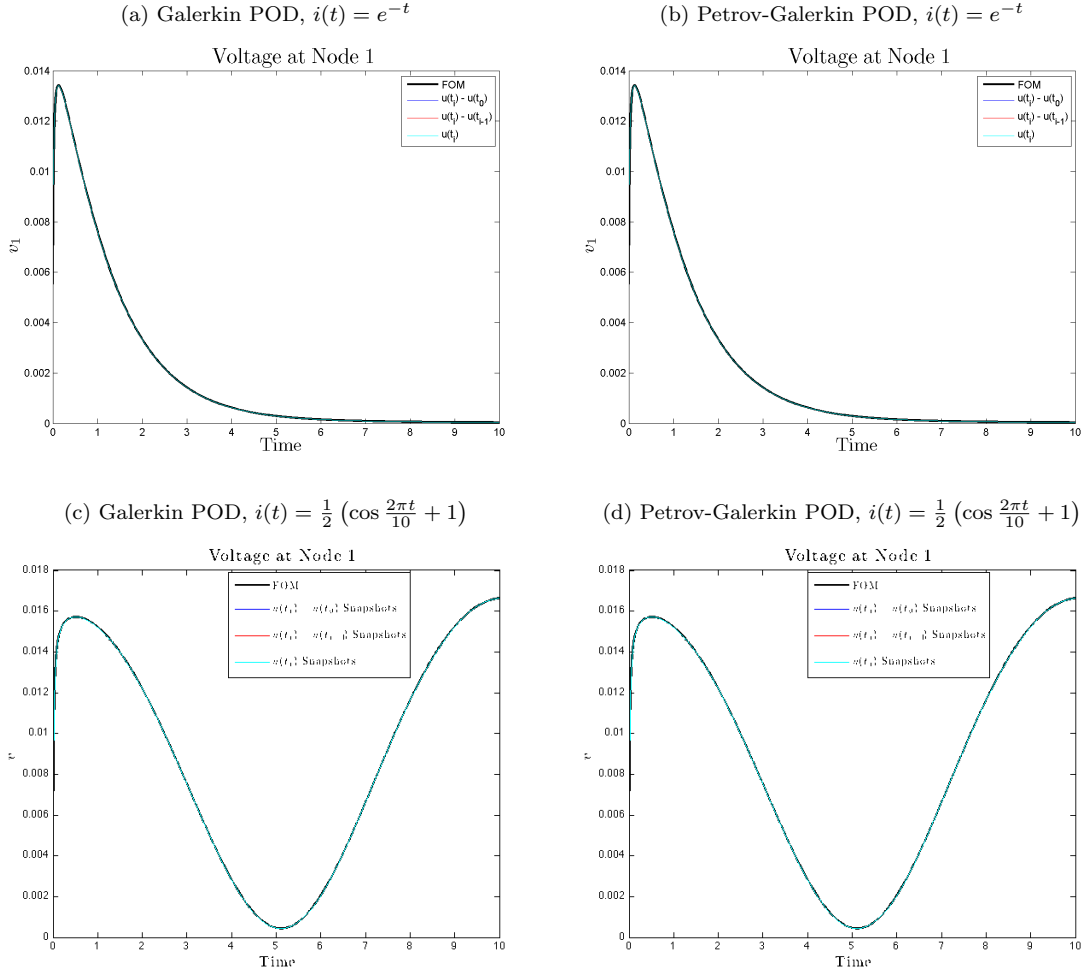 (a) Galerkin POD, i(t) = e^{-t}
Voltage at Node 1
0.014
0.012
0.01
0.008
0.006
0.004
0.002
0
v_1
0 1 2 3 4 5 6 7 8 9 10
Time
FOM
u(t_i) - u(t_0)
u(t_i) - u(t_{i-1})
u(t_i)
(b) Petrov-Galerkin POD, i(t) = e^{-t}
Voltage at Node 1
0.014
0.012
0.01
0.008
0.006
0.004
0.002
0
v_1
0 1 2 3 4 5 6 7 8 9 10
Time
FOM
u(t_i) - u(t_0)
u(t_i) - u(t_{i-1})
u(t_i)
(c) Galerkin POD, i(t) = \frac{1}{2} (cos \frac{2πt}{10} + 1)
Voltage at Node 1
0.018
0.016
0.014
0.012
0.01
0.008
0.006
0.004
0.002
0
0 1 2 3 4 5 6 7 8 9 10
Time
FOM
Snapshots
Snapshots
Snapshots
(d) Petrov-Galerkin POD, i(t) = \frac{1}{2} (cos \frac{2πt}{10} + 1)
Voltage at Node 1
0.018
0.016
0.014
0.012
0.01
0.008
0.006
0.004
0.002
0
0 1 2 3 4 5 6 7 8 9 10
Time
FOM
Snapshots
Snapshots
Snapshots